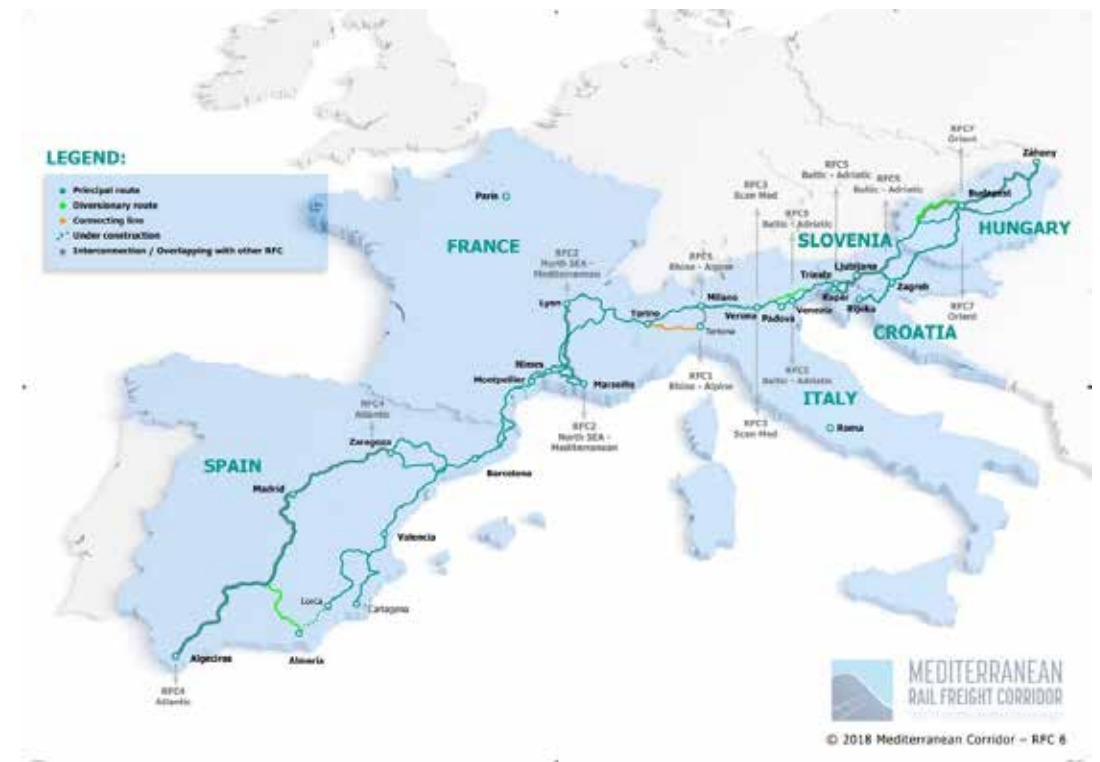 LEGEND:
Principal route
Diversionary route
Connecting line
Under construction
Interconnection / Overlapping with other RFC
Paris
FRANCE
RFC2
North SEA -
Mediterranean
Lyon
RFC3
Scan Med
RFC5
Baltic - Adriatic
RFC5
Baltic - Adriatic
RFC5
Baltic - Adriatic
RFC7
Orient
Záhony
Budapest
HUNGARY
SLOVENIA
Rhine - Alpine
Milano
Torino
Tortona
Verona
Padova
Venezia
Trieste
Ljubljana
Koper
Rijeka
Zagreb
RFC7
Orient
CROATIA
Nimes
Montpellier
Marseille
RFC2
North SEA -
Mediterranean
RFC1
Rhine - Alpine
Baltic - Adriatic
RFC3
Scan Med
ITALY
Roma
RFC4
Atlantic
Zaragoza
SPAIN
Madrid
Barcelona
Valencia
Lorca
Cartagena
Algeciras
Almería
RFC4
Atlantic
MEDITERRANEAN
RAIL FREIGHT CORRIDOR
© 2018 Mediterranean Corridor – RFC 6